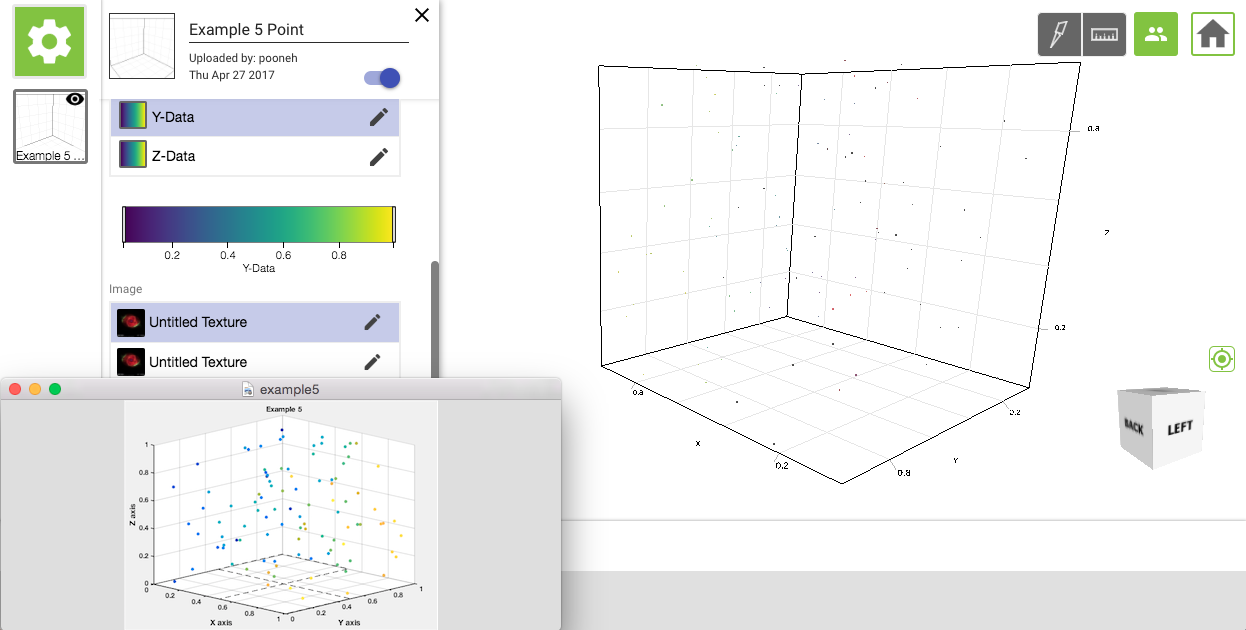 Example 5 Point
Uploaded by: pooneh
Thu Apr 27 2017
Example 5 ...
Y-Data
Z-Data
0.2 0.4 0.6 0.8
Y-Data
Image
Untitled Texture
Untitled Texture
0.8
Z
0.2
0.8
0.2
X
0.2
Y
0.8
BACK
LEFT
example5
Example 5
1
0.8
0.6
0.4
0.2
0
Z axis
0 0.2 0.4 0.6 0.8 1
X axis
0 0.2 0.4 0.6 0.8 1
Y axis